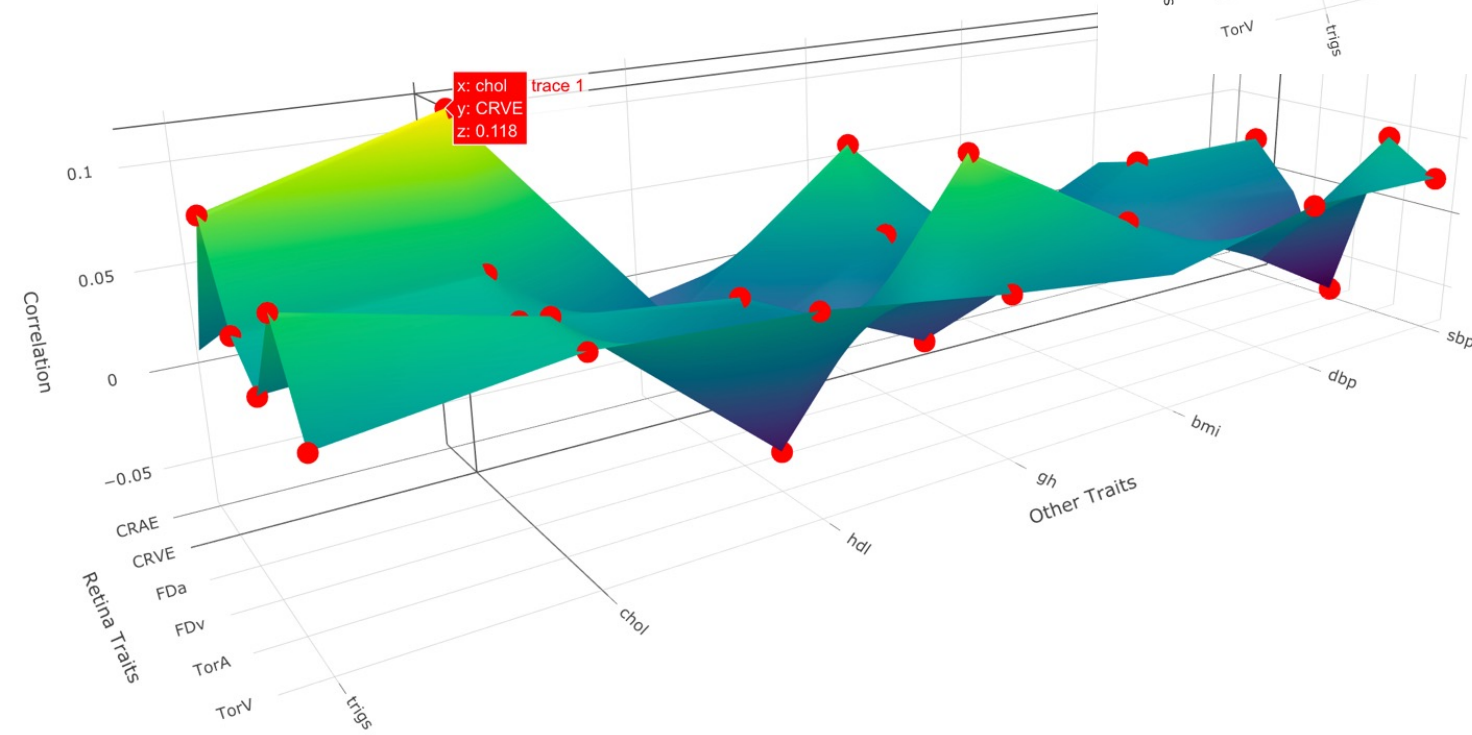 s
TorV
trigs
x: chol
trace 1
y: CRVE
z: 0.118
0.1
0.05
0
−0.05
Correlation
CRAE
CRVE
FDa
FDv
TorA
TorV
Retina Traits
trigs
chol
hdl
gh
bmi
dbp
sbp
Other Traits